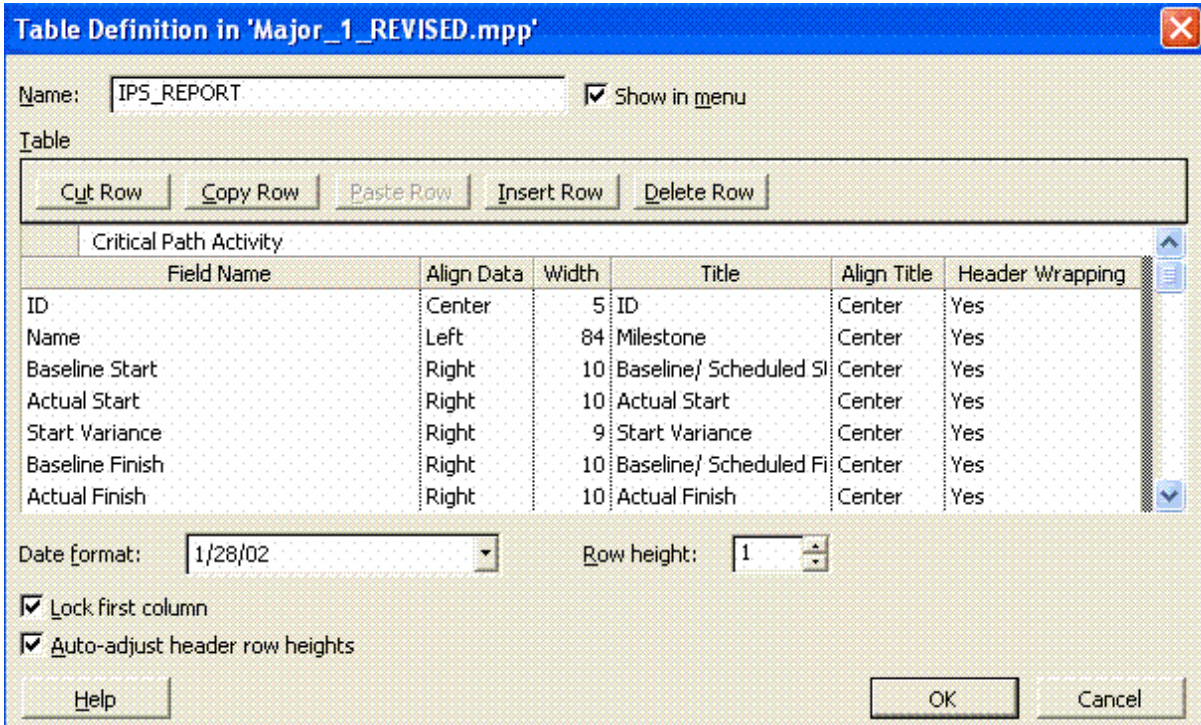 Table Definition in 'Major_1_REVISED.mpp'
Name: IPS_REPORT Show in menu
Table
Cut Row Copy Row Paste Row Insert Row Delete Row
Critical Path Activity
Field Name Align Data Width Title Align Title Header Wrapping
ID Center 5 ID Center Yes
Name Left 84 Milestone Center Yes
Baseline Start Right 10 Baseline/ Scheduled Center Yes
Actual Start Right 10 Actual Start Center Yes
Start Variance Right 9 Start Variance Center Yes
Baseline Finish Right 10 Baseline/ Scheduled Fi Center Yes
Actual Finish Right 10 Actual Finish Center Yes
Date format: 1/28/02 Row height: 1
Lock first column
Auto-adjust header row heights
Help OK Cancel